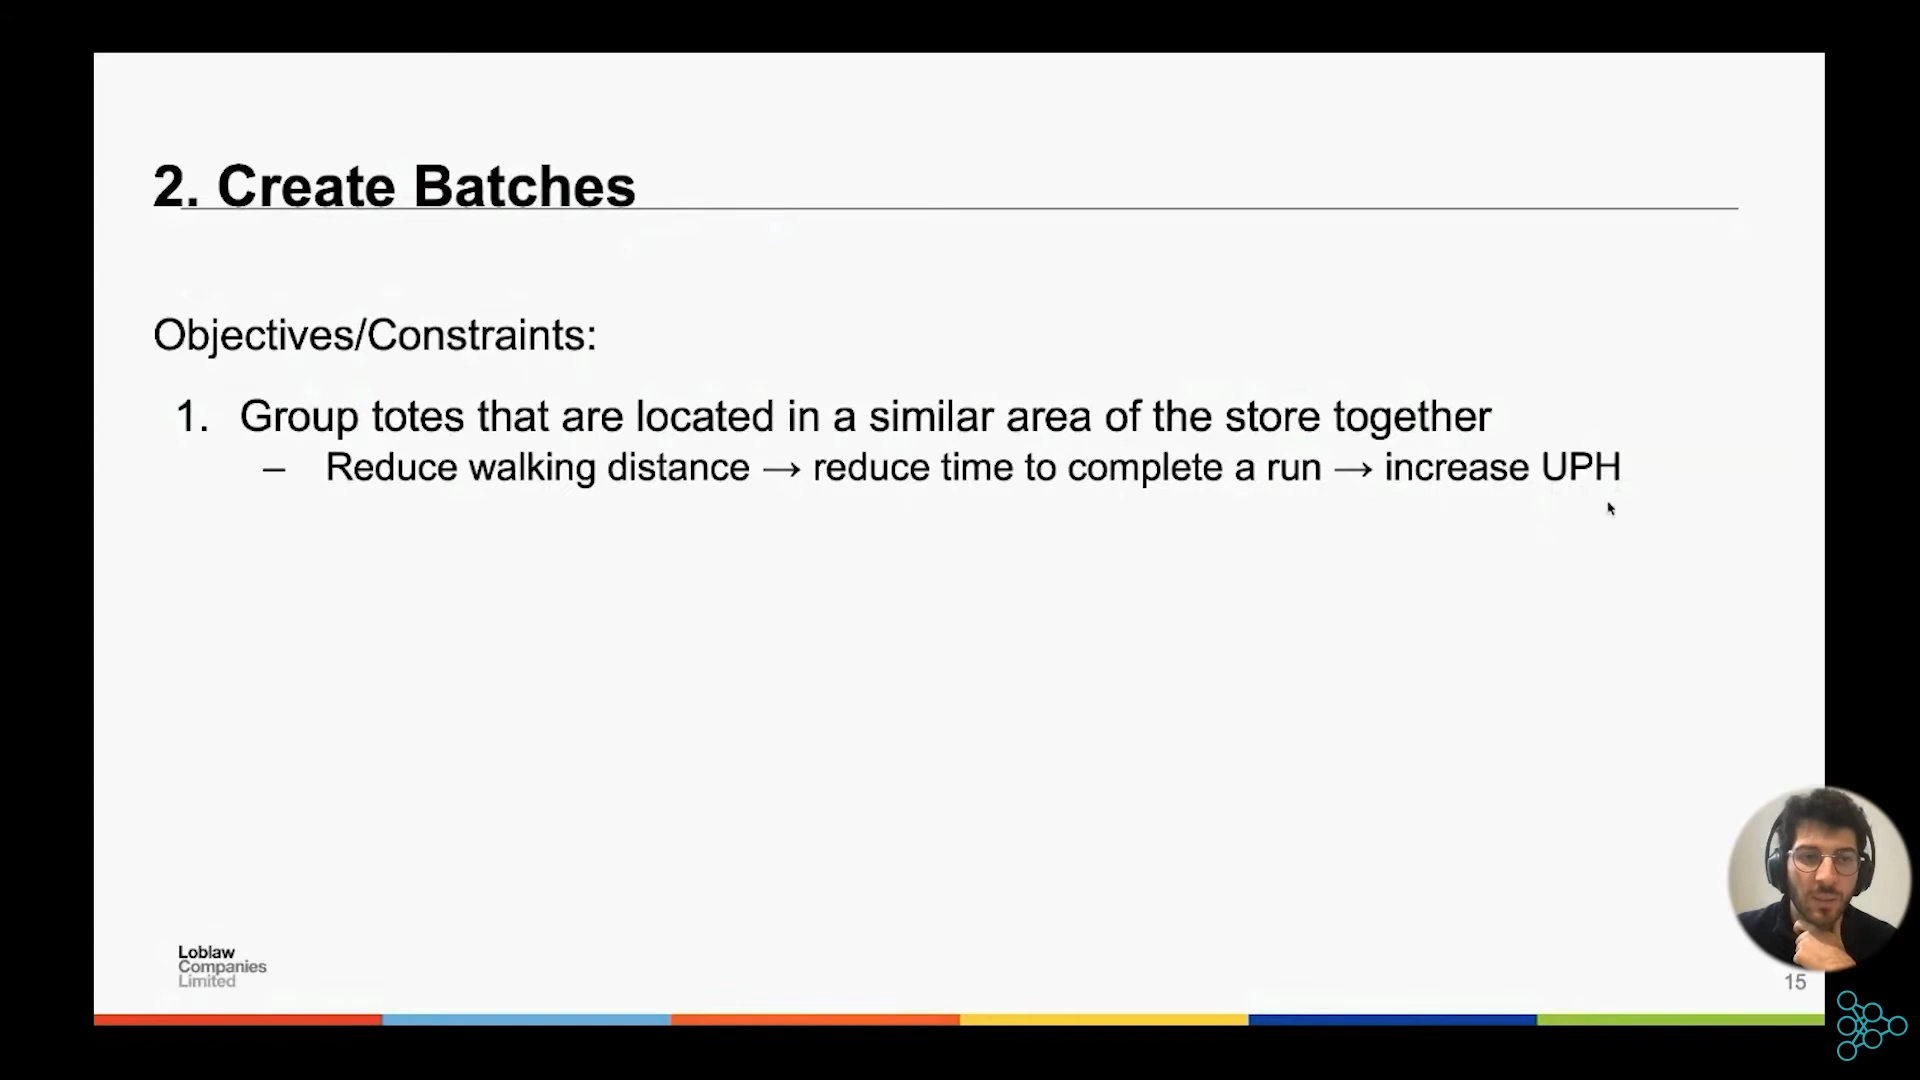 2. Create Batches
Objectives/Constraints:
1. Group totes that are located in a similar area of the store together
– Reduce walking distance → reduce time to complete a run → increase UPH
Loblaw
Companies
Limited
15